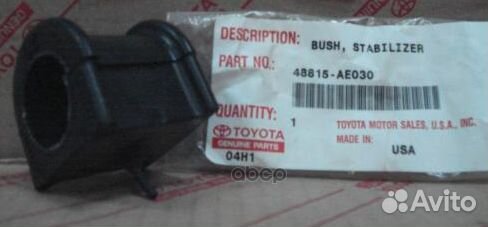 DESCRIPTION: BUSH, STABILIZER
PART NO.: 48815-AE030
QUANTITY: 1 TOYOTA MOTOR SALES, U.S.A., INC.
TOYOTA MADE IN:
GENUINE PARTS USA
04H1
авср
Avito